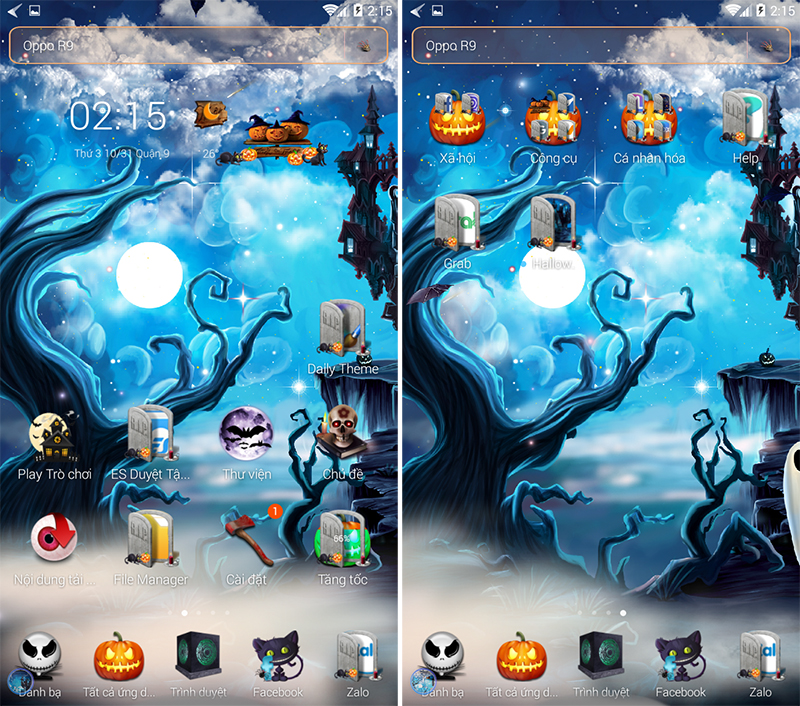 2:15
Oppa R9
02:15
Thứ 3 10/31 Quận 9
26°
Daily Theme
Play Trò chơi
ES Duyệt Tậ...
Thư viện
Chủ đề
1
66%
Nội dung tải ...
File Manager
Cài đặt
Tăng tốc
Danh bạ
Tất cả ứng d...
Trình duyệt
Facebook
Zalo
2:15
Oppa R9
Xã hội
Công cụ
Cá nhân hóa
Help
Grab
Hallow..
Danh bạ
Tất cả ứng d...
Trình duyệt
Facebook
Zalo